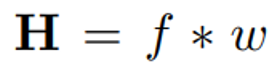 H = f * w